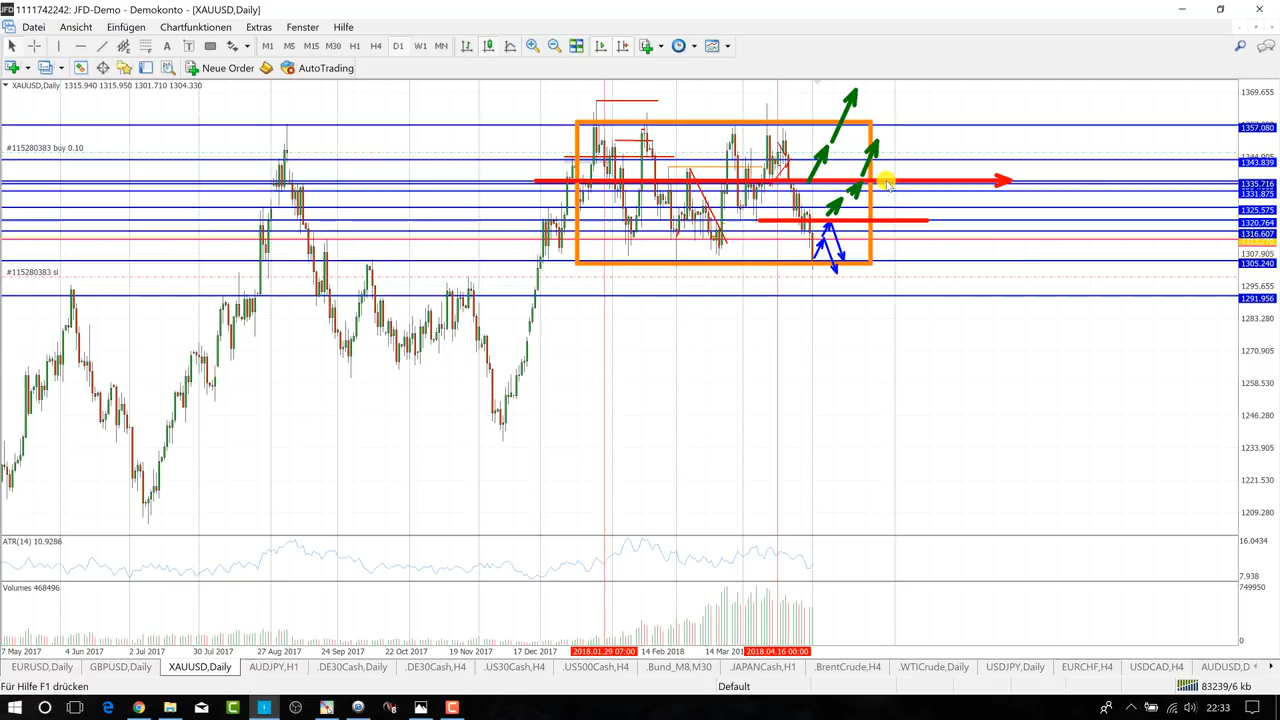 1111742242: JFD-Demo - Demokonto - [XAUUSD,Daily]
Datei Ansicht Einfügen Chartfunktionen Extras Fenster Hilfe
M1 M5 M15 M30 H1 H4 D1 W1 MN
Neue Order AutoTrading
XAUUSD,Daily 1315.940 1315.950 1301.710 1304.330
1369.655
1357.080
#115280383 buy 0.10
1343.839
1335.716
1331.875
1325.575
1320.764
1316.607
1307.905
1305.240
#115280383 sl
1295.655
1291.956
1283.280
1270.905
1258.530
1246.280
1233.905
1221.530
1209.280
ATR(14) 10.9286
16.0434
7.938
Volumes 468496
749950
0
7 May 2017 4 Jun 2017 2 Jul 2017 30 Jul 2017 27 Aug 2017 24 Sep 2017 22 Oct 2017 19 Nov 2017 17 Dec 2017 2018.01.29 07:00 14 Feb 2018 14 Mar 2018.04.16 00:00
EURUSD,Daily GBPUSD,Daily XAUUSD,Daily AUDJPY,H1 .DE30Cash,Daily .DE30Cash,H4 .US30Cash,H4 .US500Cash,H4 .Bund_M8,M30 .JAPANCash,H1 .BrentCrude,H4 .WTICrude,Daily USDJPY,Daily EURCHF,H4 USDCAD,H4 AUDUSD,D
Für Hilfe F1 drücken Default 83239/6 kb
22:33